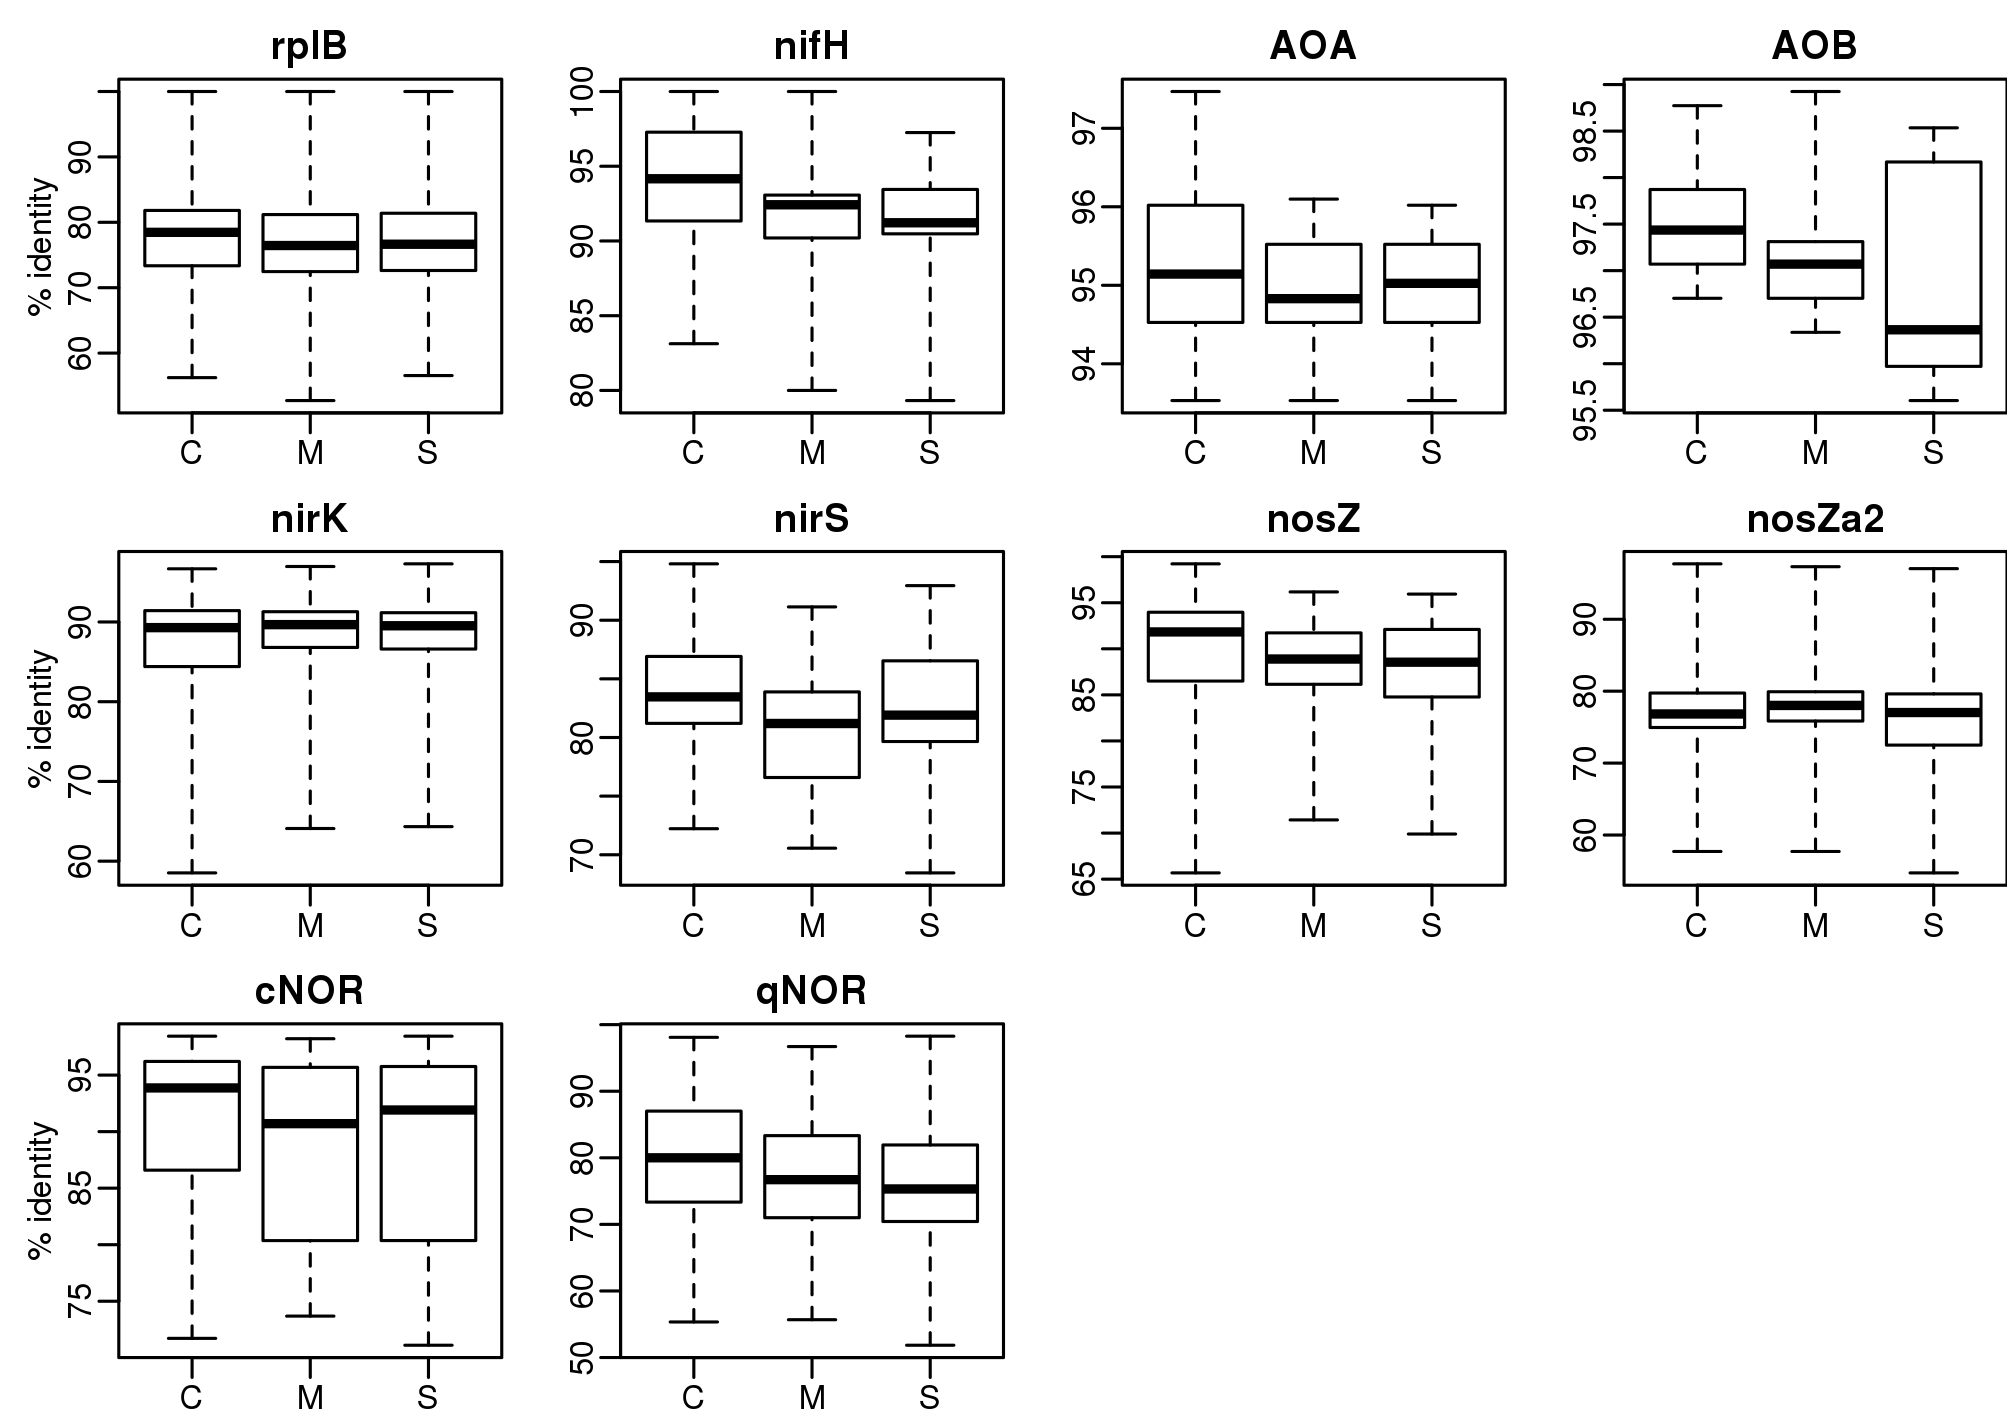 rplB
nifH
AOA
AOB
% identity
60 70 80 90
80 85 90 95 100
94 95 96 97
95.5 96.5 97.5 98.5
C M S
C M S
C M S
C M S
nirK
nirS
nosZ
nosZa2
% identity
60 70 80 90
70 80 90
65 75 85 95
60 70 80 90
C M S
C M S
C M S
C M S
cNOR
qNOR
% identity
75 85 95
50 60 70 80 90
C M S
C M S